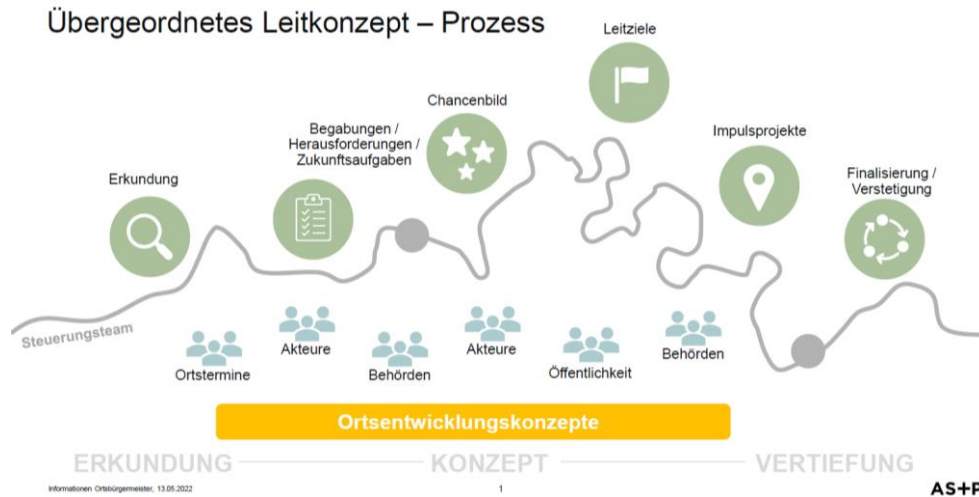 Übergeordnetes Leitkonzept – Prozess
Leitziele
Chancenbild
Begabungen /
Herausforderungen /
Zukunftsaufgaben
Impulsprojekte
Erkundung
Finalisierung /
Verstetigung
Steuerungsteam
Ortstermine
Akteure
Behörden
Akteure
Öffentlichkeit
Behörden
Ortsentwicklungskonzepte
ERKUNDUNG
KONZEPT
VERTIEFUNG
Informationen Ortsbürgermeister, 13.05.2022
1
AS+P